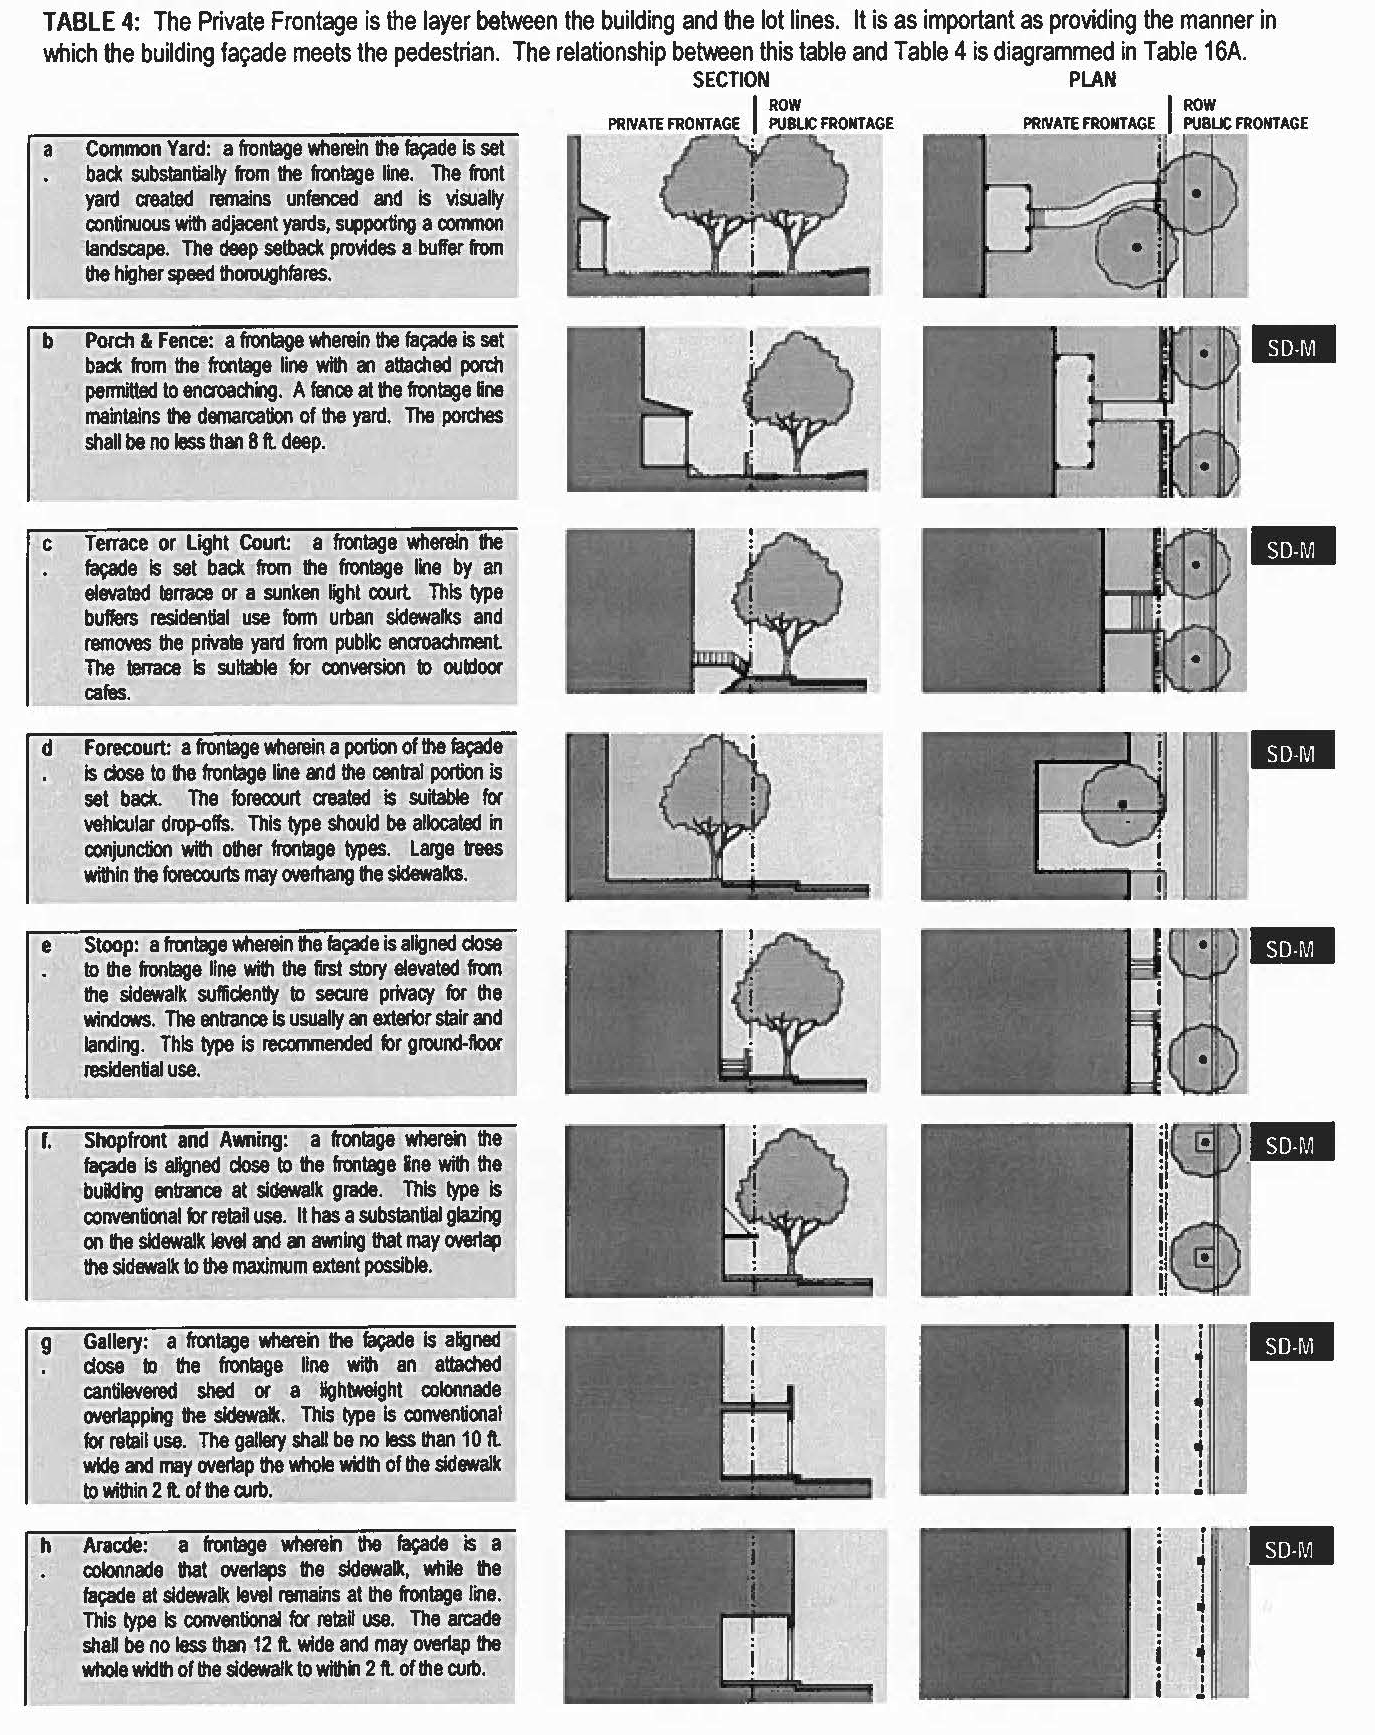 TABLE 4: The Private Frontage is the layer between the building and the lot lines. It is as important as providing the manner in
which the building façade meets the pedestrian. The relationship between this table and Table 4 is diagrammed in Table 16A.
SECTION PLAN
ROW ROW
PRIVATE FRONTAGE PUBLIC FRONTAGE PRIVATE FRONTAGE PUBLIC FRONTAGE
a Common Yard: a frontage wherein the façade is set
. back substantially from the frontage line. The front
yard created remains unfenced and is visually
continuous with adjacent yards, supporting a common
landscape. The deep setback provides a buffer from
the higher speed thoroughfares.
b Porch & Fence: a frontage wherein the façade is set
back from the frontage line with an attached porch
permitted to encroaching. A fence at the frontage line
maintains the demarcation of the yard. The porches
shall be no less than 8 ft. deep.
SD-M
c Terrace or Light Court: a frontage wherein the
. façade is set back from the frontage line by an
elevated terrace or a sunken light court. This type
buffers residential use form urban sidewalks and
removes the private yard from public encroachment.
The terrace is suitable for conversion to outdoor
cafes.
SD-M
d Forecourt: a frontage wherein a portion of the façade
. is close to the frontage line and the central portion is
set back. The forecourt created is suitable for
vehicular drop-offs. This type should be allocated in
conjunction with other frontage types. Large trees
within the forecourts may overhang the sidewalks.
SD-M
e Stoop: a frontage wherein the façade is aligned close
. to the frontage line with the first story elevated from
the sidewalk sufficiently to secure privacy for the
windows. The entrance is usually an exterior stair and
landing. This type is recommended for ground-floor
residential use.
SD-M
f. Shopfront and Awning: a frontage wherein the
façade is aligned close to the frontage line with the
building entrance at sidewalk grade. This type is
conventional for retail use. It has a substantial glazing
on the sidewalk level and an awning that may overlap
the sidewalk to the maximum extent possible.
SD-M
g Gallery: a frontage wherein the façade is aligned
. close to the frontage line with an attached
cantilevered shed or a lightweight colonnade
overlapping the sidewalk. This type is conventional
for retail use. The gallery shall be no less than 10 ft.
wide and may overlap the whole width of the sidewalk
to within 2 ft. of the curb.
SD-M
h Aracde: a frontage wherein the façade is a
. colonnade that overlaps the sidewalk, while the
façade at sidewalk level remains at the frontage line.
This type is conventional for retail use. The arcade
shall be no less than 12 ft. wide and may overlap the
whole width of the sidewalk to within 2 ft. of the curb.
SD-M